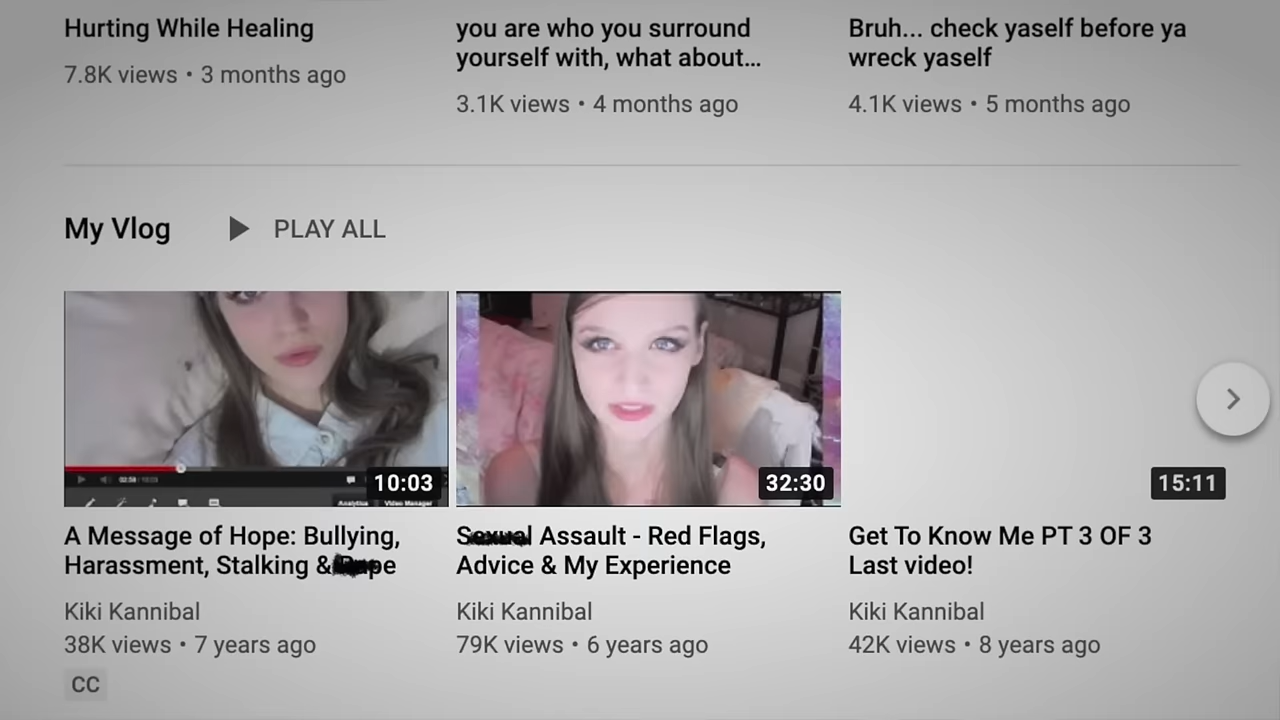 Hurting While Healing
you are who you surround
Bruh... check yaself before ya
yourself with, what about...
wreck yaself
7.8K views • 3 months ago
3.1K views • 4 months ago
4.1K views • 5 months ago
My Vlog
PLAY ALL
10:03
32:30
15:11
Analytics
Video Manager
A Message of Hope: Bullying,
Harassment, Stalking &
Sexual Assault - Red Flags,
Advice & My Experience
Get To Know Me PT 3 OF 3
Last video!
Kiki Kannibal
Kiki Kannibal
Kiki Kannibal
38K views • 7 years ago
79K views • 6 years ago
42K views • 8 years ago
CC